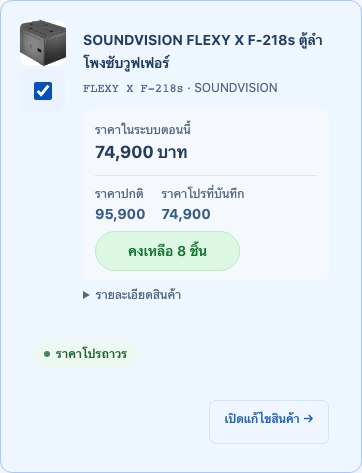 SOUNDVISION FLEXY X F-218s ตู้ลำ
โพงซับวูฟเฟอร์
FLEXY X F-218s · SOUNDVISION
ราคาในระบบตอนนี้
74,900 บาท
ราคาปกติ ราคาโปรที่บันทึก
95,900 74,900
คงเหลือ 8 ชิ้น
▶ รายละเอียดสินค้า
ราคาโปรถาวร
เปิดแก้ไขสินค้า →